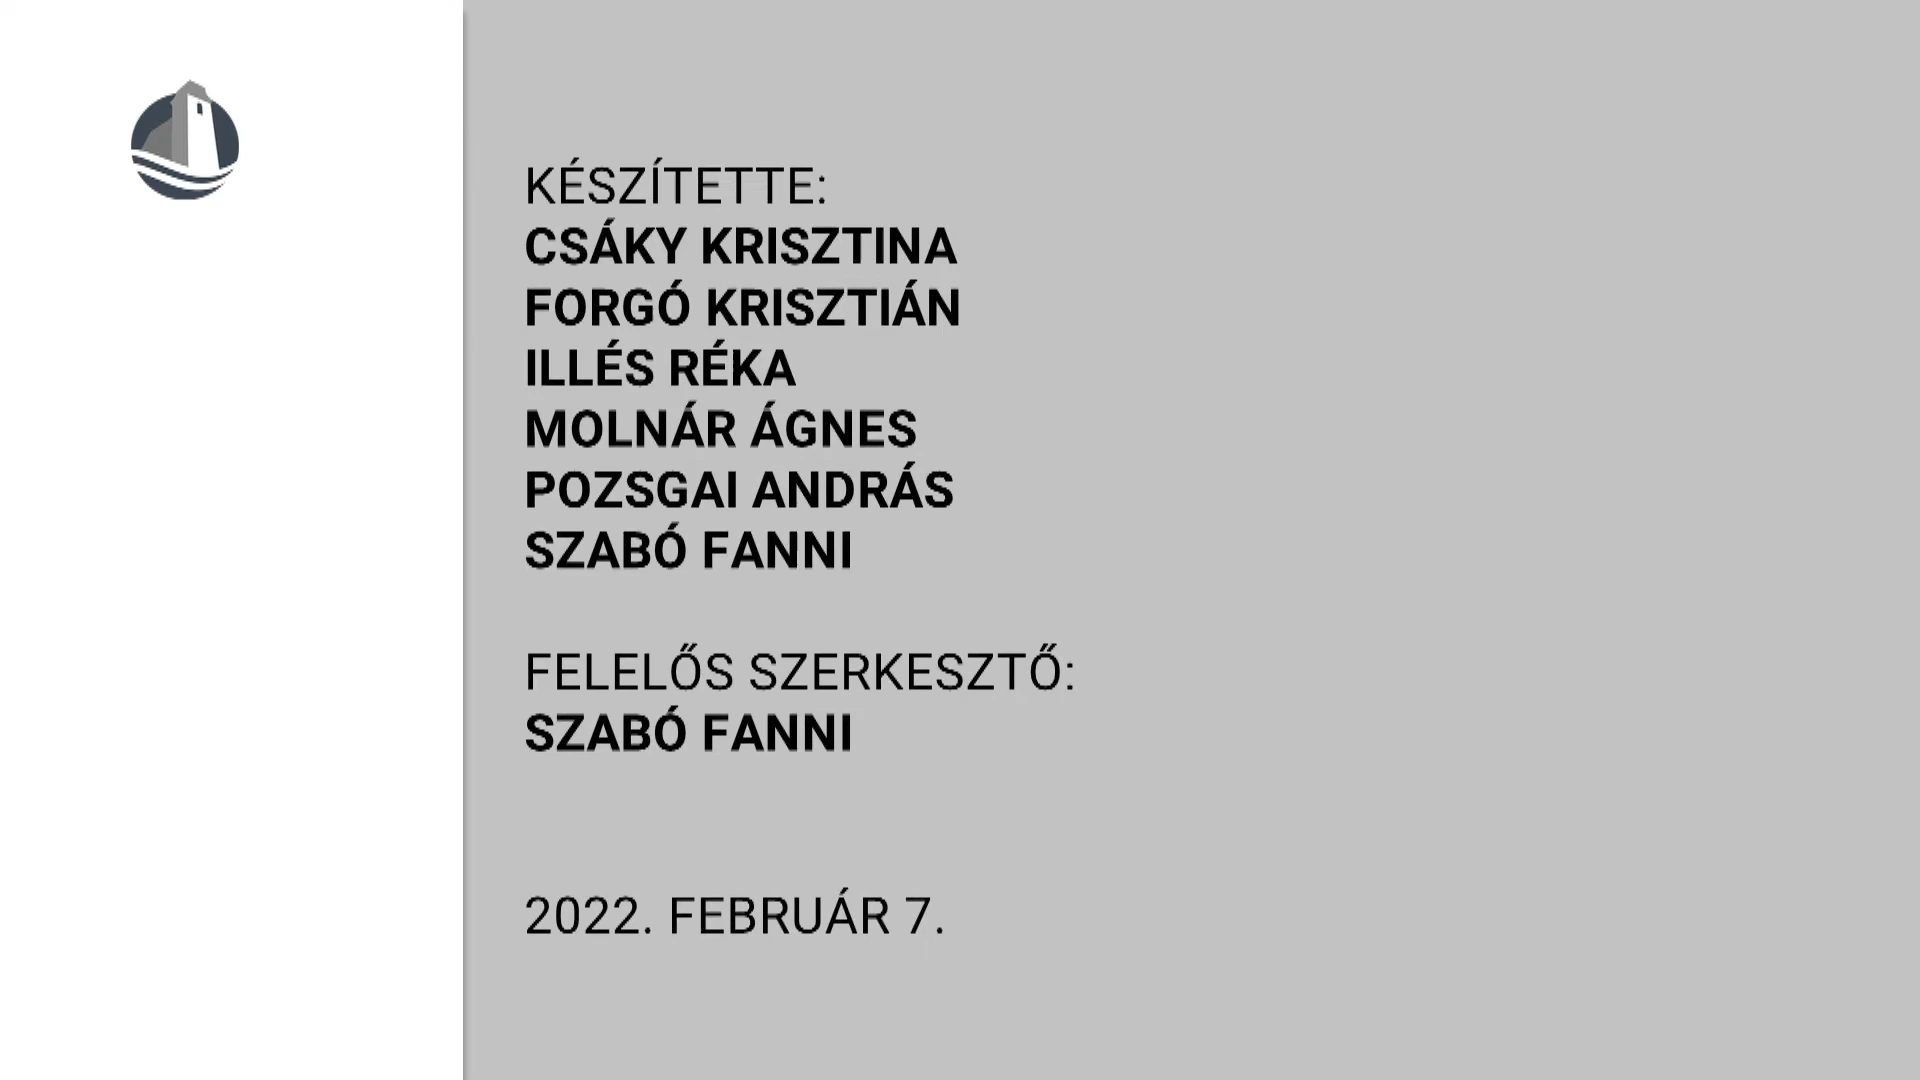 KÉSZÍTETTE:
CSÁKY KRISZTINA
FORGÓ KRISZTIÁN
ILLÉS RÉKA
MOLNÁR ÁGNES
POZSGAI ANDRÁS
SZABÓ FANNI
FELELŐS SZERKESZTŐ:
SZABÓ FANNI
2022. FEBRUÁR 7.